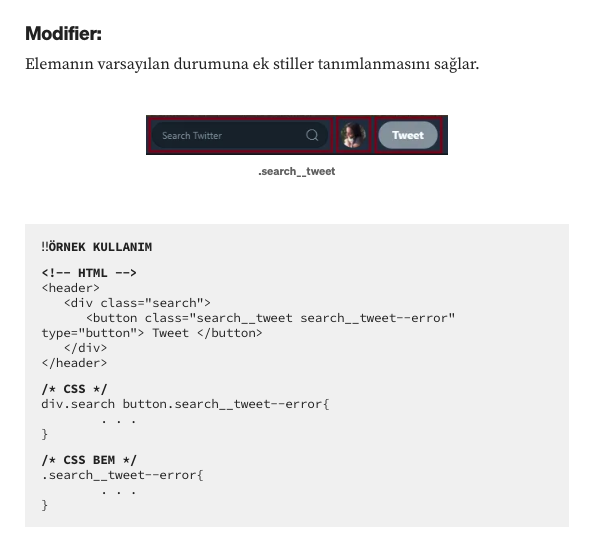 Modifier:
Elemanın varsayılan durumuna ek stiller tanımlanmasını sağlar.
Search Twitter
Tweet
.search__tweet
‼️ÖRNEK KULLANIM
<!-- HTML -->
<header>
   <div class="search">
      <button class="search__tweet search__tweet--error"
type="button"> Tweet </button>
   </div>
</header>
/* CSS */
div.search button.search__tweet--error{
        . . .
}
/* CSS BEM */
.search__tweet--error{
        . . .
}